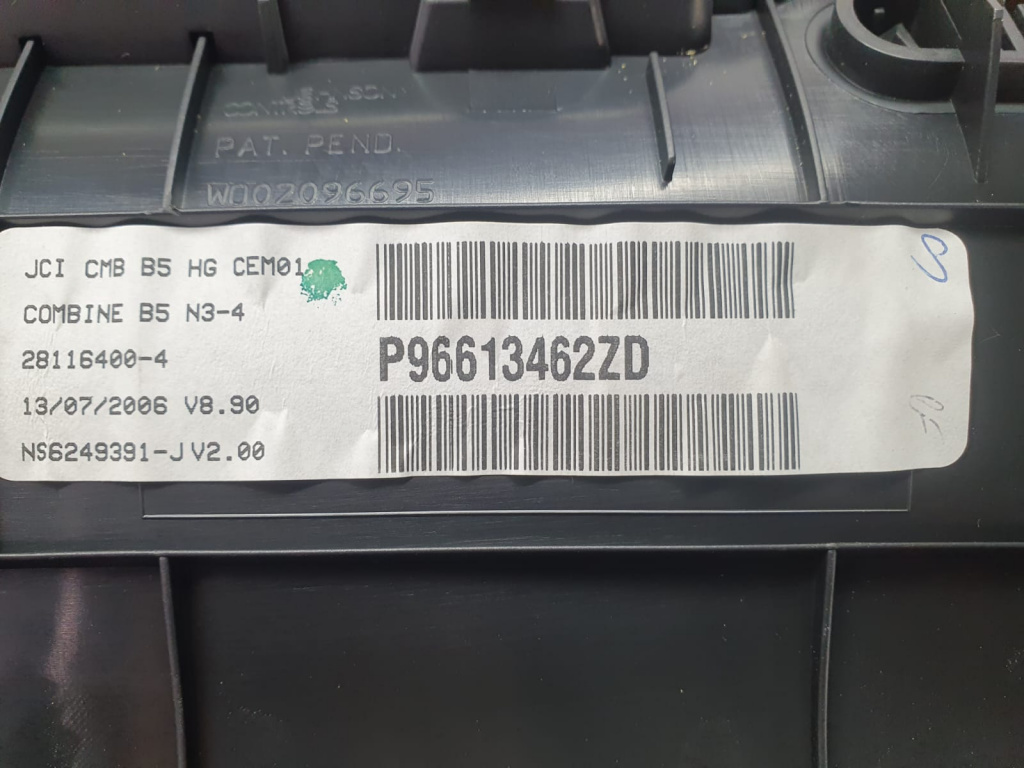 PAT. PEND.
W002096695
JCI CMB B5 HG CEM01
COMBINE B5 N3-4
28116400-4
13/07/2006 V8.90
NS6249391-J V2.00
P96613462ZD